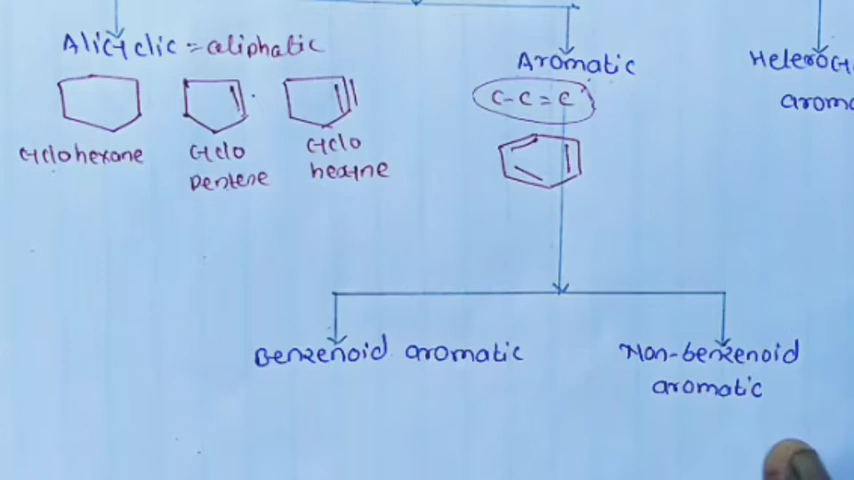 Alicyclic = aliphatic
Aromatic
C-C=C
cyclohexane
cyclo
pentene
cyclo
hexyne
Benzenoid aromatic
Non-benzenoid
aromatic